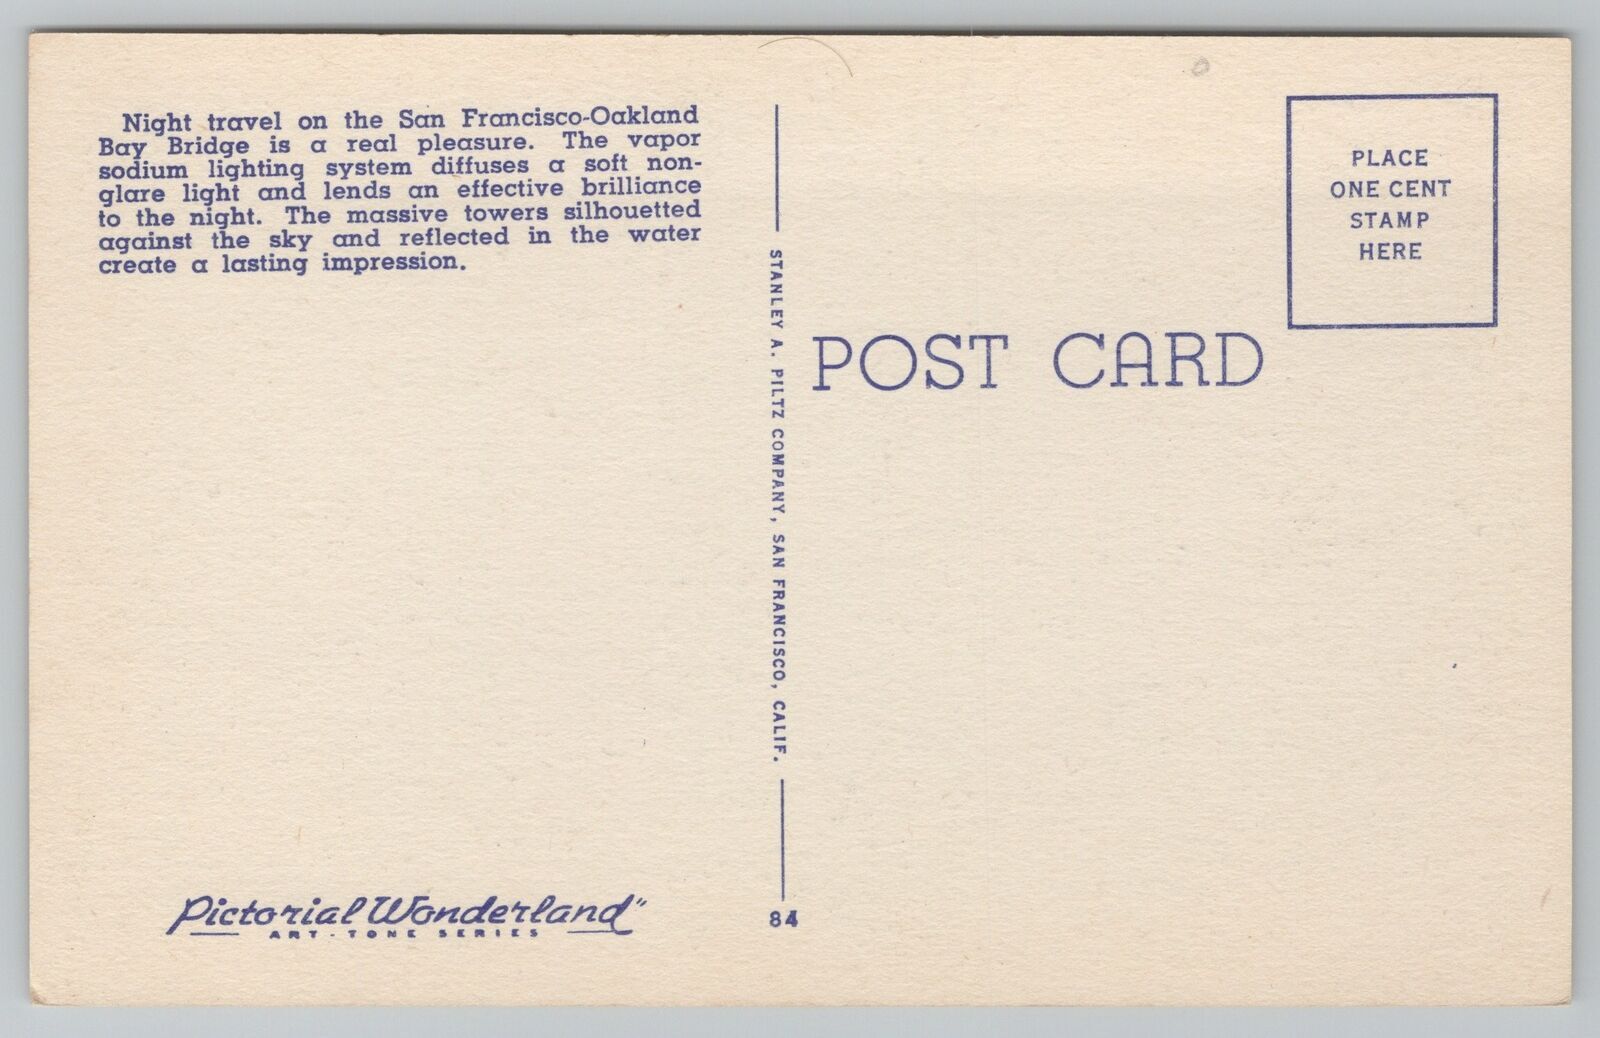 Night travel on the San Francisco-Oakland
Bay Bridge is a real pleasure. The vapor
sodium lighting system diffuses a soft non-
glare light and lends an effective brilliance
to the night. The massive towers silhouetted
against the sky and reflected in the water
create a lasting impression.
Pictorial Wonderland"
ART-TONE SERIES
STANLEY A. PILTZ COMPANY, SAN FRANCISCO, CALIF.
84
POST CARD
PLACE
ONE CENT
STAMP
HERE